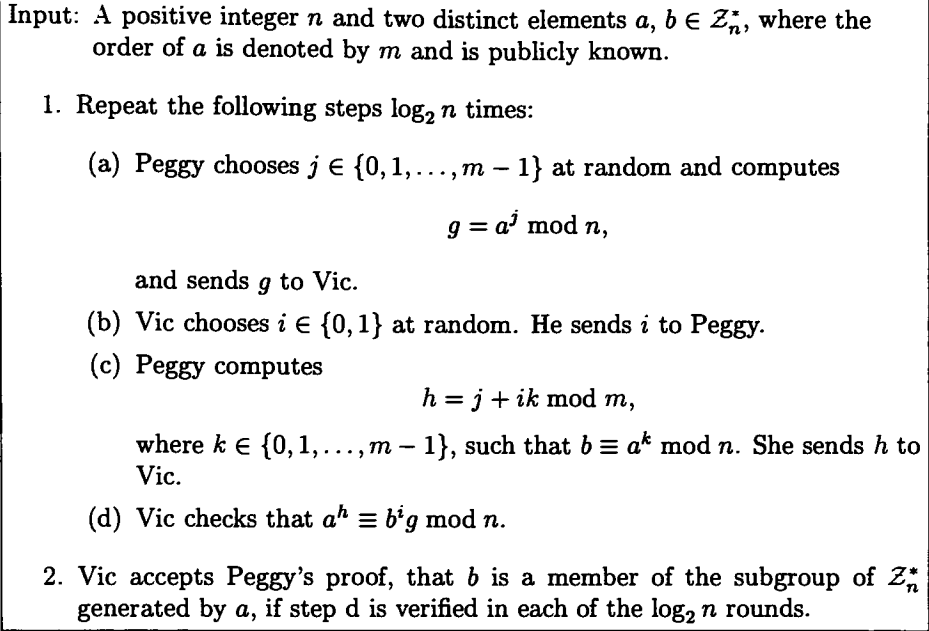 Input: A positive integer n and two distinct elements a, b ∈ Z*ₙ, where the
order of a is denoted by m and is publicly known.
1. Repeat the following steps log₂ n times:
(a) Peggy chooses j ∈ {0, 1, ..., m − 1} at random and computes
g = aʲ mod n,
and sends g to Vic.
(b) Vic chooses i ∈ {0, 1} at random. He sends i to Peggy.
(c) Peggy computes
h = j + ik mod m,
where k ∈ {0, 1, ..., m − 1}, such that b ≡ aᵏ mod n. She sends h to
Vic.
(d) Vic checks that aʰ ≡ bⁱg mod n.
2. Vic accepts Peggy's proof, that b is a member of the subgroup of Z*ₙ
generated by a, if step d is verified in each of the log₂ n rounds.